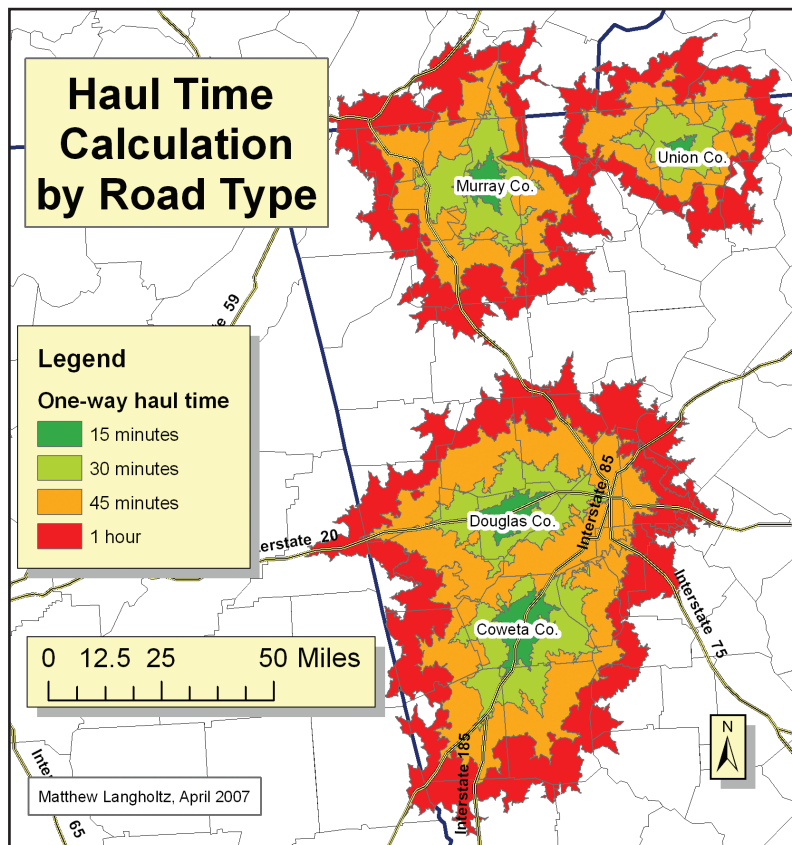 Haul Time
Calculation
by Road Type
Murray Co.
Union Co.
59
Legend
One-way haul time
15 minutes
30 minutes
45 minutes
1 hour
Interstate 85
Douglas Co.
20
Interstate 75
Coweta Co.
0 12.5 25 50 Miles
N
Interstate 185
65
Matthew Langholtz, April 2007